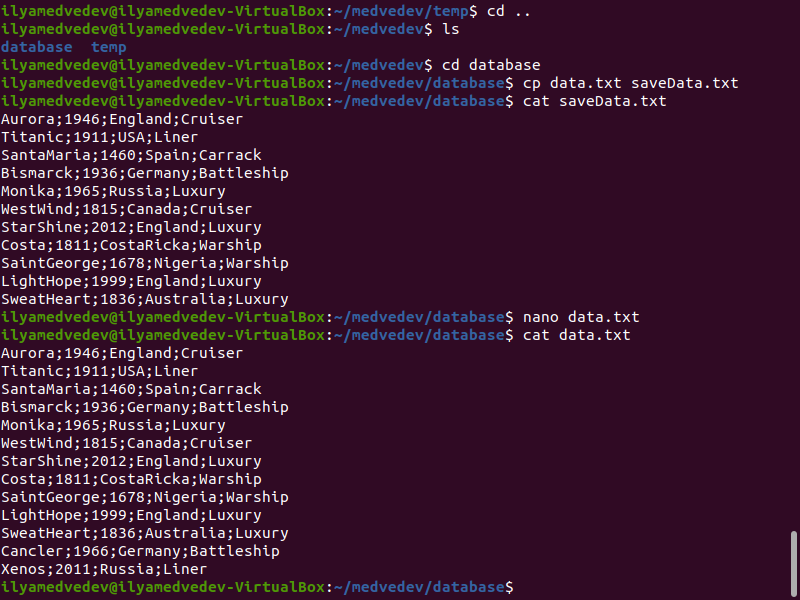 ilyamedvedev@ilyamedvedev-VirtualBox:~/medvedev/temp$ cd ..
ilyamedvedev@ilyamedvedev-VirtualBox:~/medvedev$ ls
database  temp
ilyamedvedev@ilyamedvedev-VirtualBox:~/medvedev$ cd database
ilyamedvedev@ilyamedvedev-VirtualBox:~/medvedev/database$ cp data.txt saveData.txt
ilyamedvedev@ilyamedvedev-VirtualBox:~/medvedev/database$ cat saveData.txt
Aurora;1946;England;Cruiser
Titanic;1911;USA;Liner
SantaMaria;1460;Spain;Carrack
Bismarck;1936;Germany;Battleship
Monika;1965;Russia;Luxury
WestWind;1815;Canada;Cruiser
StarShine;2012;England;Luxury
Costa;1811;CostaRicka;Warship
SaintGeorge;1678;Nigeria;Warship
LightHope;1999;England;Luxury
SweatHeart;1836;Australia;Luxury
ilyamedvedev@ilyamedvedev-VirtualBox:~/medvedev/database$ nano data.txt
ilyamedvedev@ilyamedvedev-VirtualBox:~/medvedev/database$ cat data.txt
Aurora;1946;England;Cruiser
Titanic;1911;USA;Liner
SantaMaria;1460;Spain;Carrack
Bismarck;1936;Germany;Battleship
Monika;1965;Russia;Luxury
WestWind;1815;Canada;Cruiser
StarShine;2012;England;Luxury
Costa;1811;CostaRicka;Warship
SaintGeorge;1678;Nigeria;Warship
LightHope;1999;England;Luxury
SweatHeart;1836;Australia;Luxury
Cancler;1966;Germany;Battleship
Xenos;2011;Russia;Liner
ilyamedvedev@ilyamedvedev-VirtualBox:~/medvedev/database$